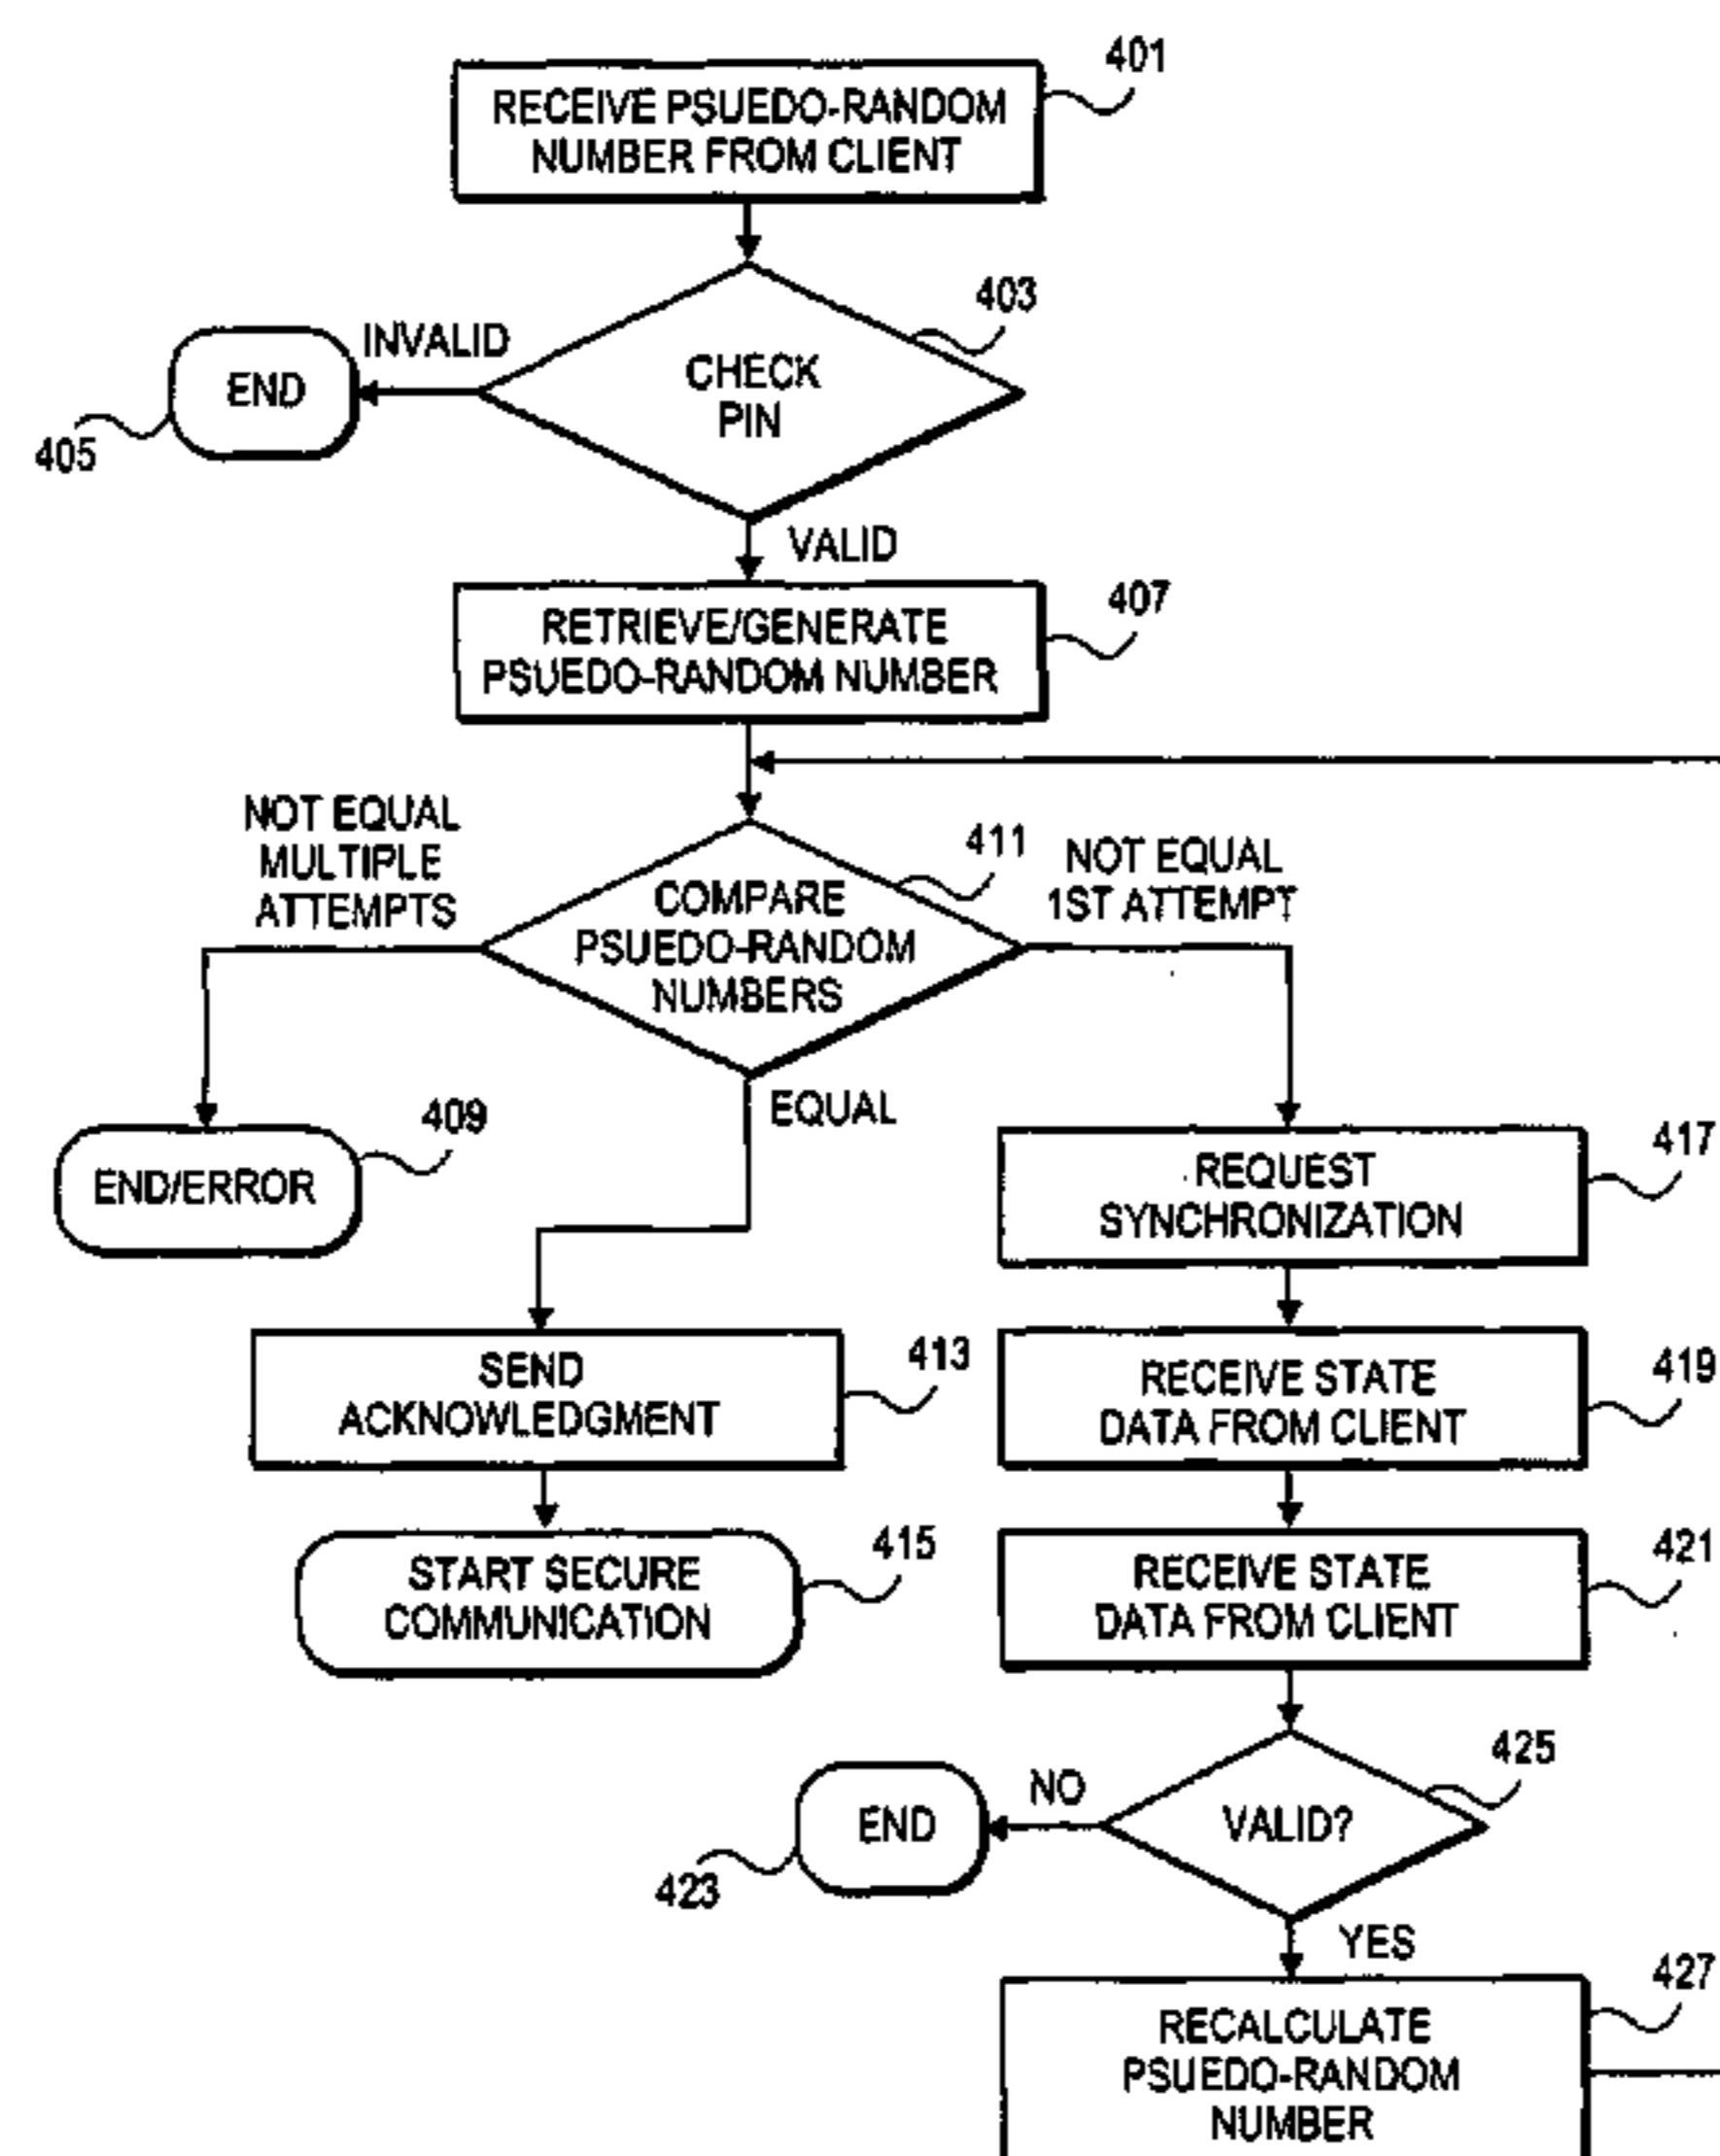 401
RECEIVE PSUEDO-RANDOM
NUMBER FROM CLIENT
403
INVALID
CHECK
PIN
END
405
VALID
407
RETRIEVE/GENERATE
PSUEDO-RANDOM NUMBER
NOT EQUAL
MULTIPLE
ATTEMPTS
411
NOT EQUAL
1ST ATTEMPT
COMPARE
PSUEDO-RANDOM
NUMBERS
EQUAL
409
END/ERROR
417
REQUEST
SYNCHRONIZATION
413
SEND
ACKNOWLEDGMENT
419
RECEIVE STATE
DATA FROM CLIENT
415
START SECURE
COMMUNICATION
421
RECEIVE STATE
DATA FROM CLIENT
425
NO
VALID?
END
423
YES
427
RECALCULATE
PSUEDO-RANDOM
NUMBER